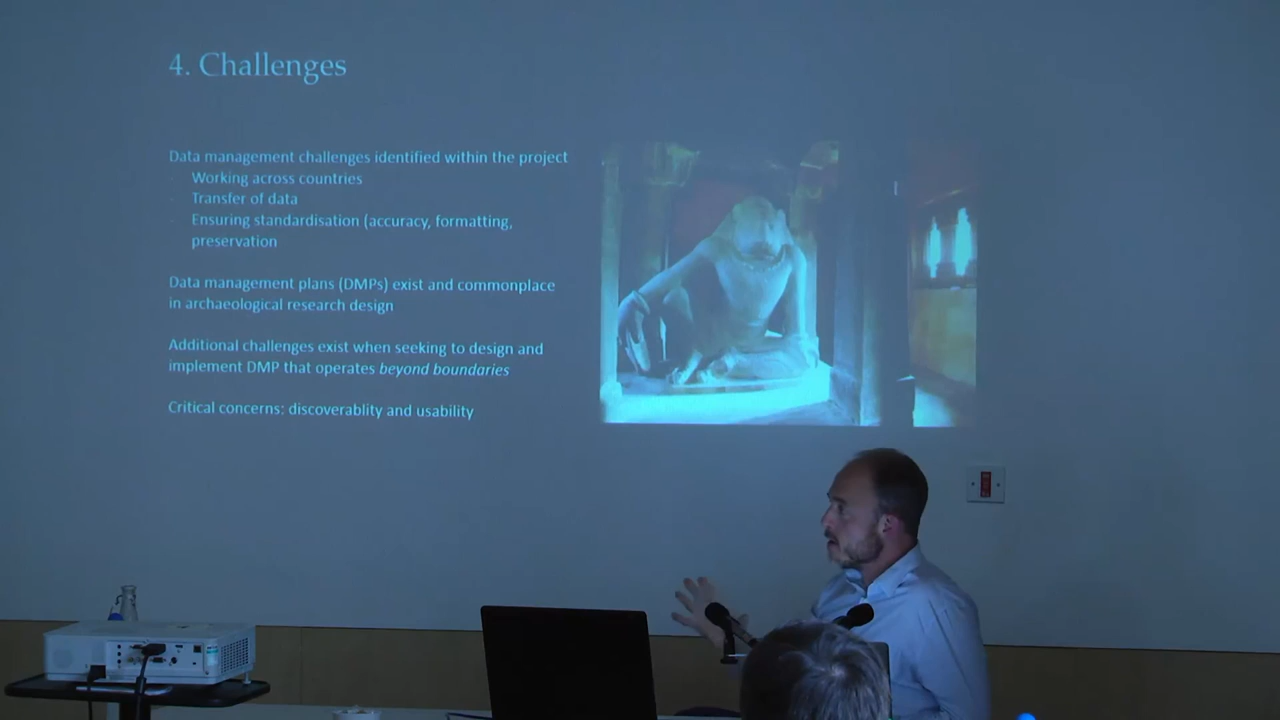 4. Challenges
Data management challenges identified within the project
Working across countries
Transfer of data
Ensuring standardisation (accuracy, formatting,
preservation
Data management plans (DMPs) exist and commonplace
in archaeological research design
Additional challenges exist when seeking to design and
implement DMP that operates beyond boundaries
Critical concerns: discoverablity and usability